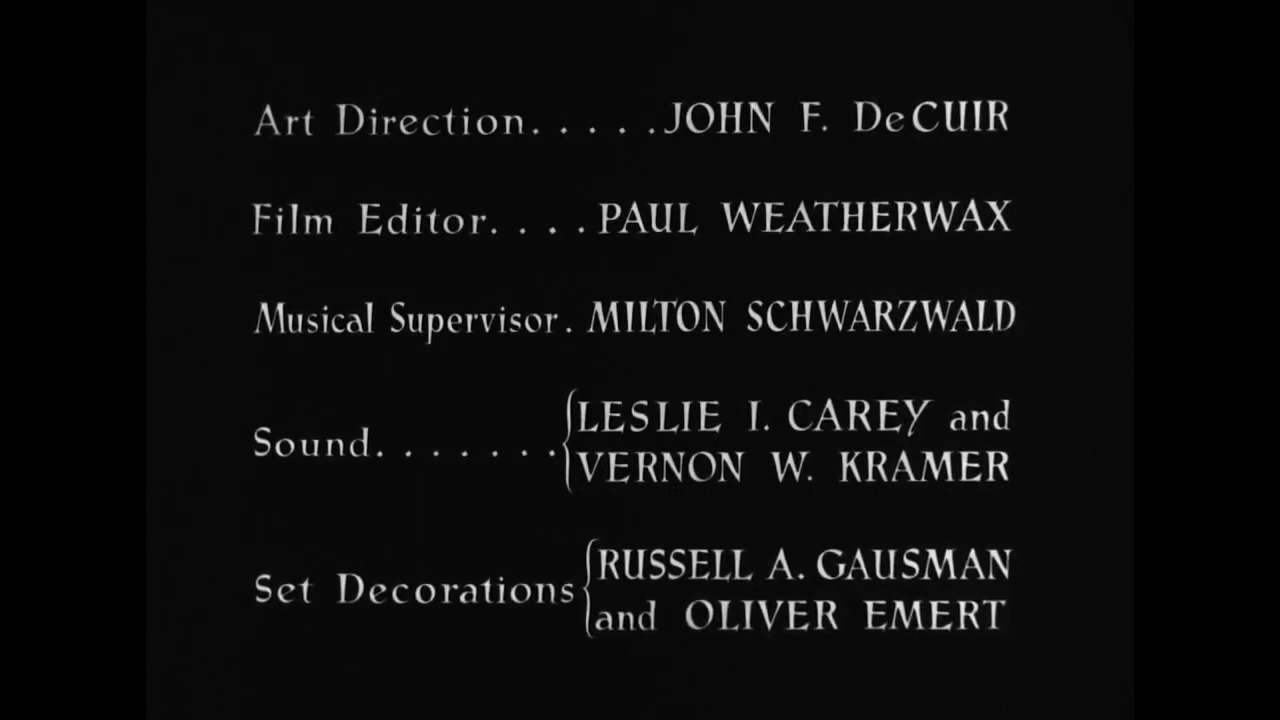 Art Direction. . . . . .JOHN F. DeCUIR
Film Editor. . . . .PAUL WEATHERWAX
Musical Supervisor. MILTON SCHWARZWALD
Sound. . . . . . . .{LESLIE I. CAREY and
VERNON W. KRAMER
Set Decorations{RUSSELL A. GAUSMAN
and OLIVER EMERT